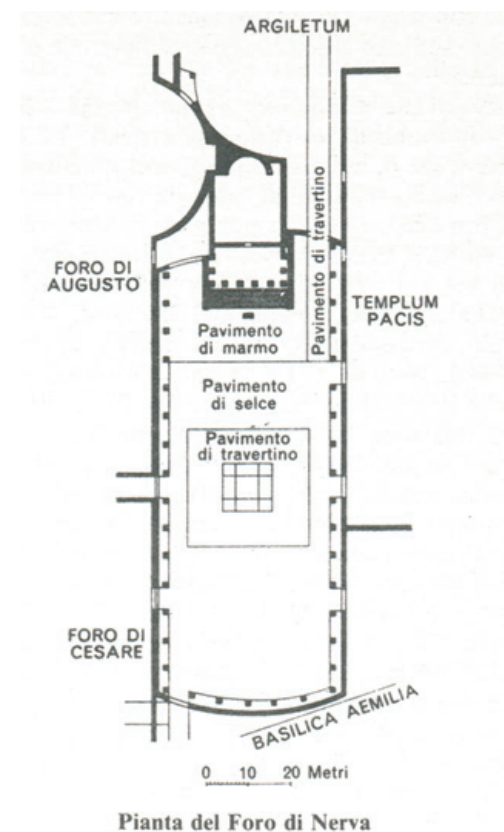 ARGILETUM
Pavimento di travertino
FORO DI
AUGUSTO
TEMPLUM
PACIS
Pavimento
di marmo
Pavimento
di selce
Pavimento
di travertino
FORO DI
CESARE
BASILICA AEMILIA
0 10 20 Metri
Pianta del Foro di Nerva